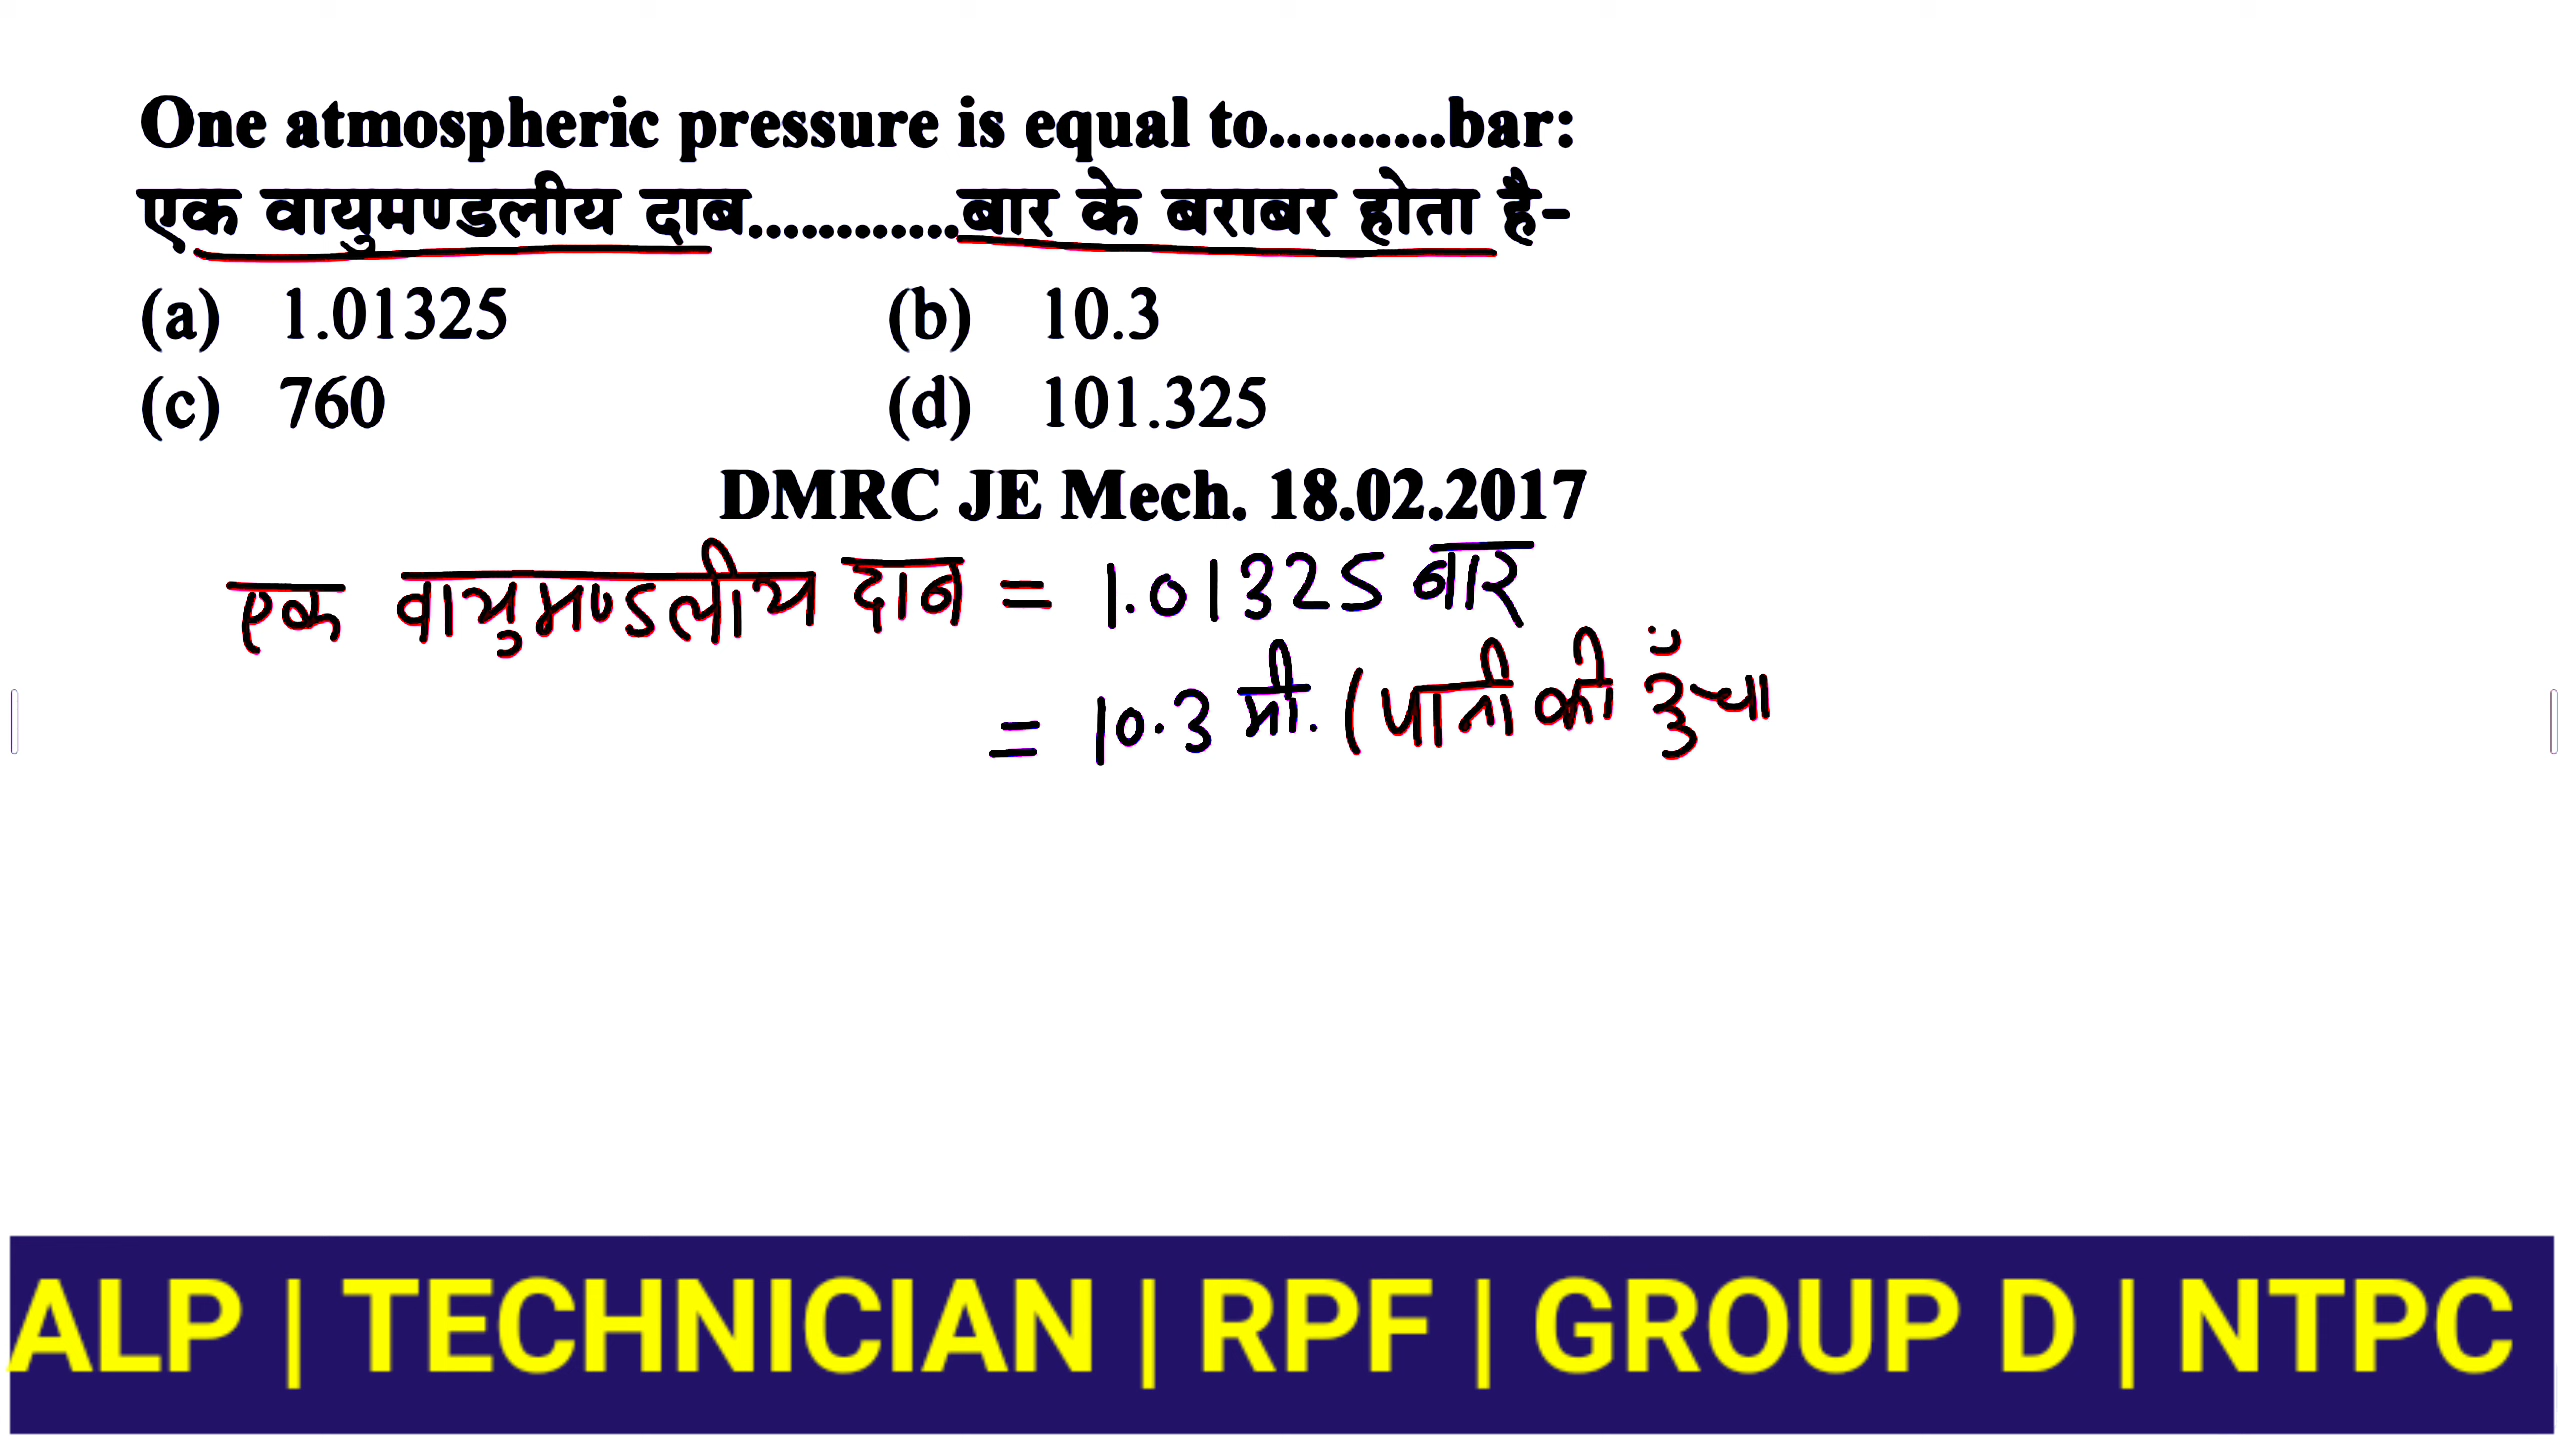 One atmospheric pressure is equal to..........bar:
एक वायुमण्डलीय दाब............बार के बराबर होता है-
(a) 1.01325 (b) 10.3
(c) 760 (d) 101.325
DMRC JE Mech. 18.02.2017
एक वायुमण्डलीय दाब = 1.01325 बार
= 10.3 मी. (पानी की ऊँचा
ALP | TECHNICIAN | RPF | GROUP D | NTPC